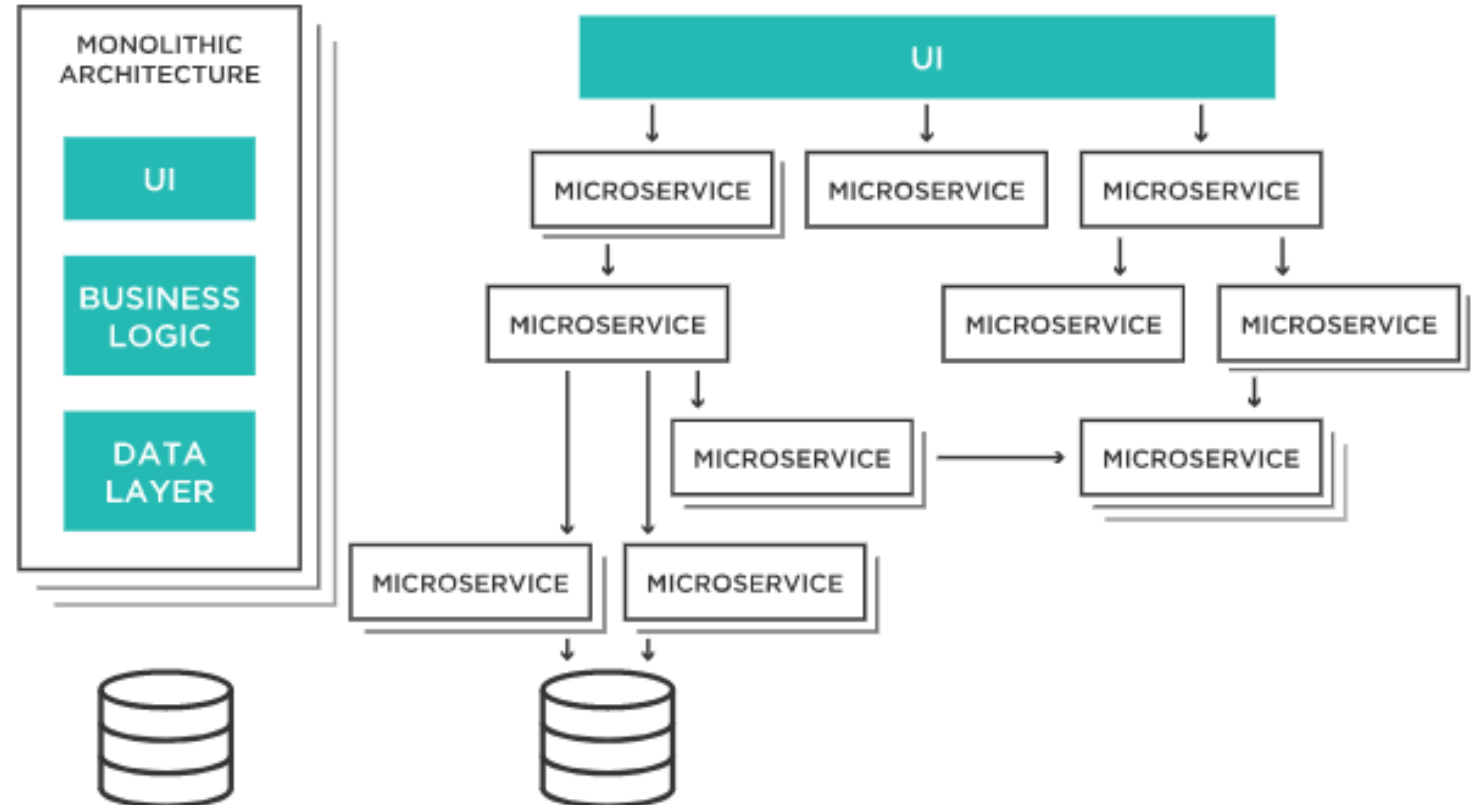 MONOLITHIC
ARCHITECTURE
UI
BUSINESS
LOGIC
DATA
LAYER
UI
MICROSERVICE
MICROSERVICE
MICROSERVICE
MICROSERVICE
MICROSERVICE
MICROSERVICE
MICROSERVICE
MICROSERVICE
MICROSERVICE
MICROSERVICE